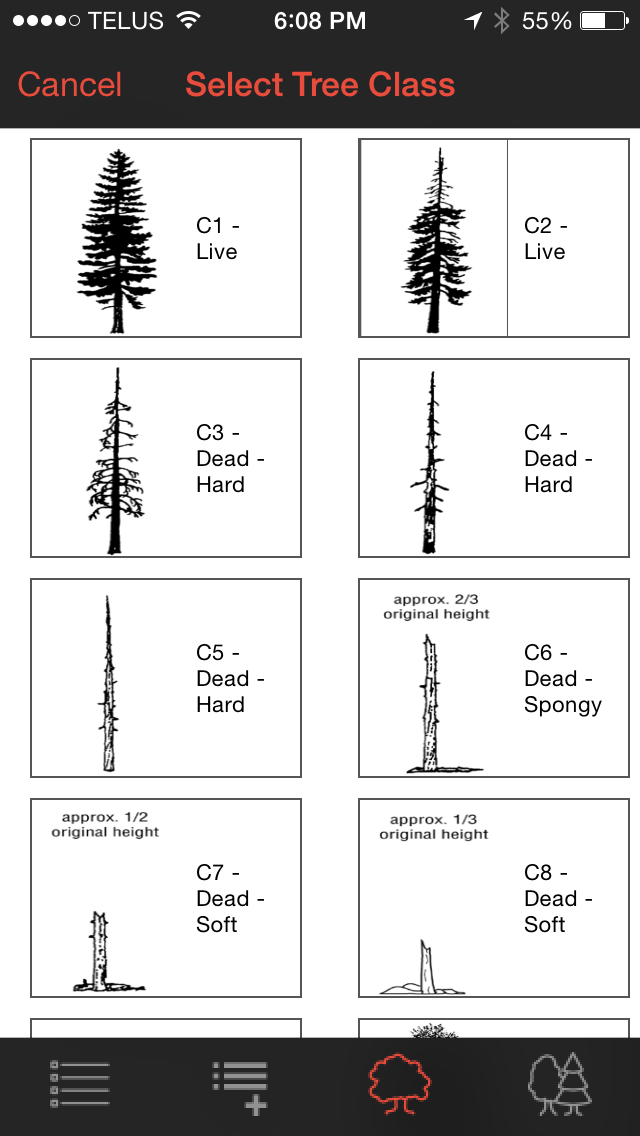 TELUS 6:08 PM 55%
Cancel Select Tree Class
C1 -
Live
C2 -
Live
C3 -
Dead -
Hard
C4 -
Dead -
Hard
C5 -
Dead -
Hard
approx. 2/3
original height
C6 -
Dead -
Spongy
approx. 1/2
original height
C7 -
Dead -
Soft
approx. 1/3
original height
C8 -
Dead -
Soft